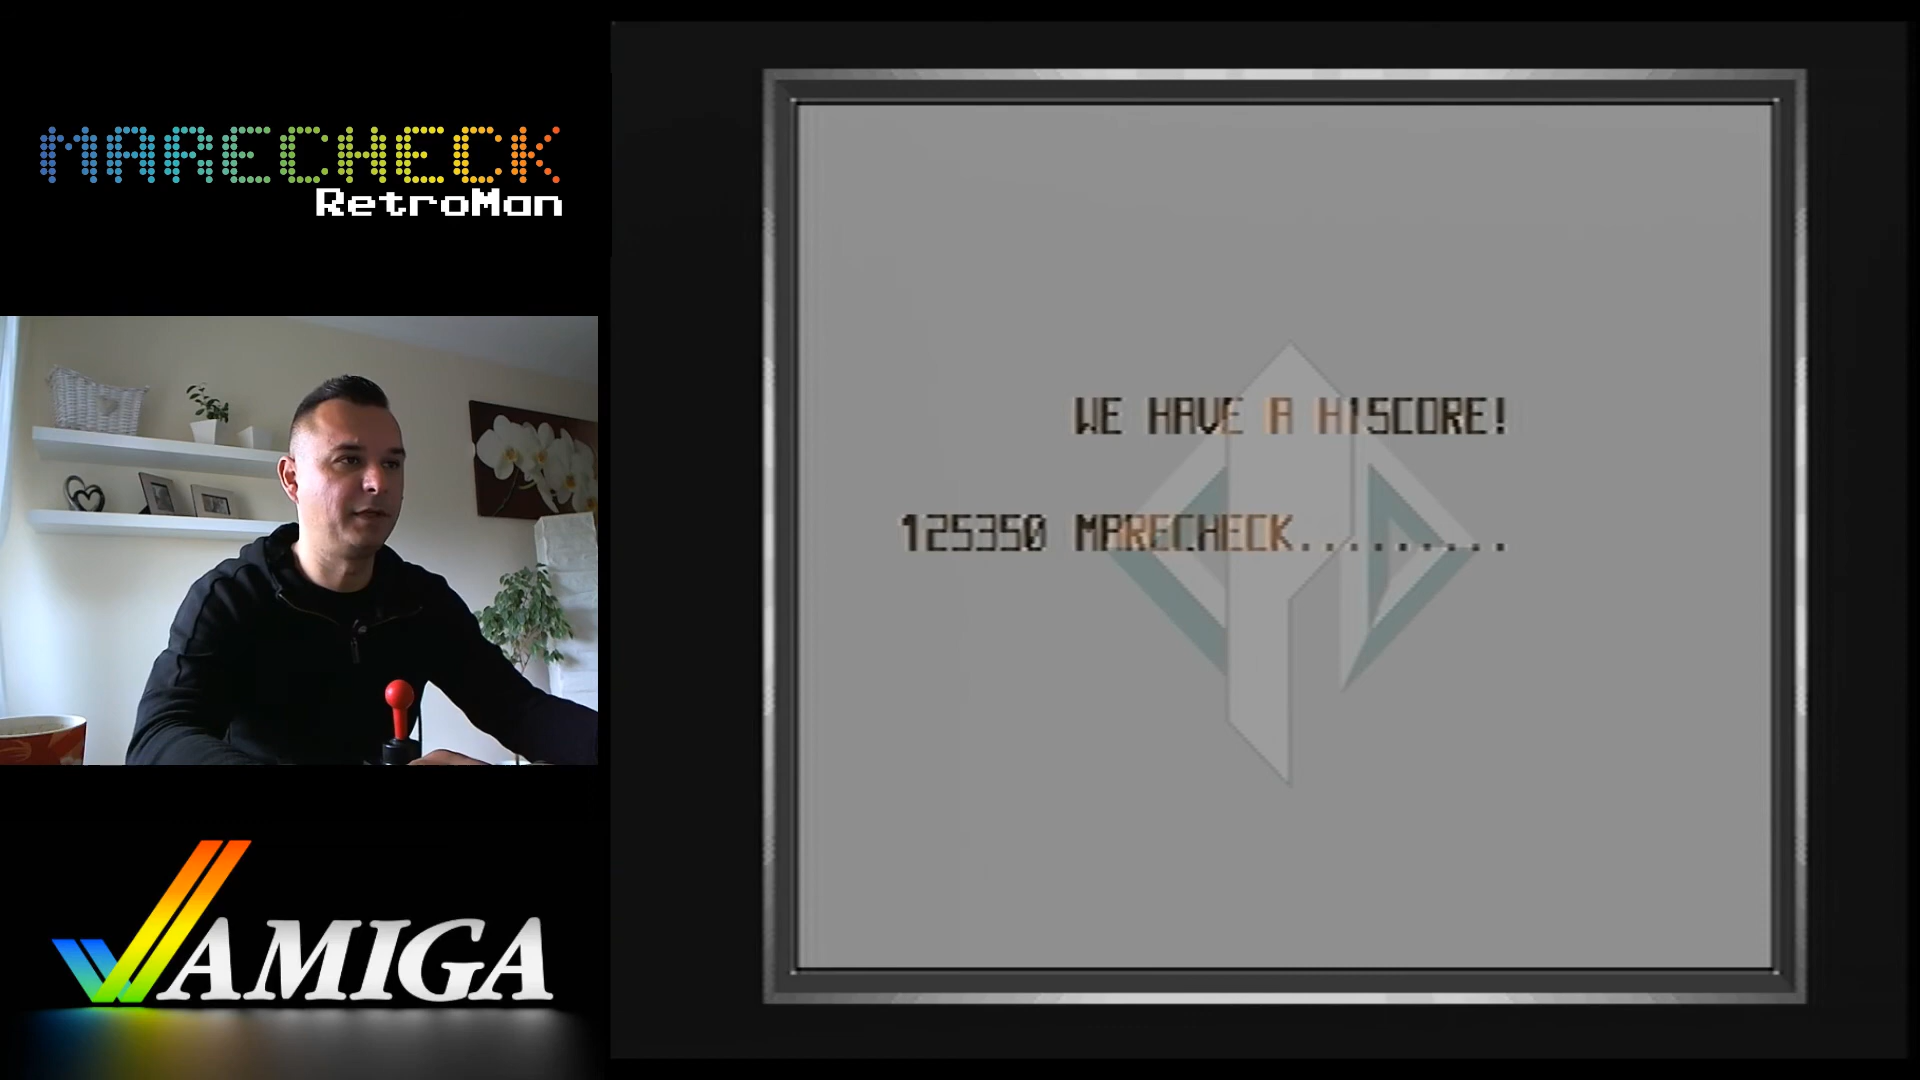 MARECHECK
RetroMan
WE HAVE A HISCORE!
125350 MARECHECK.........
AMIGA